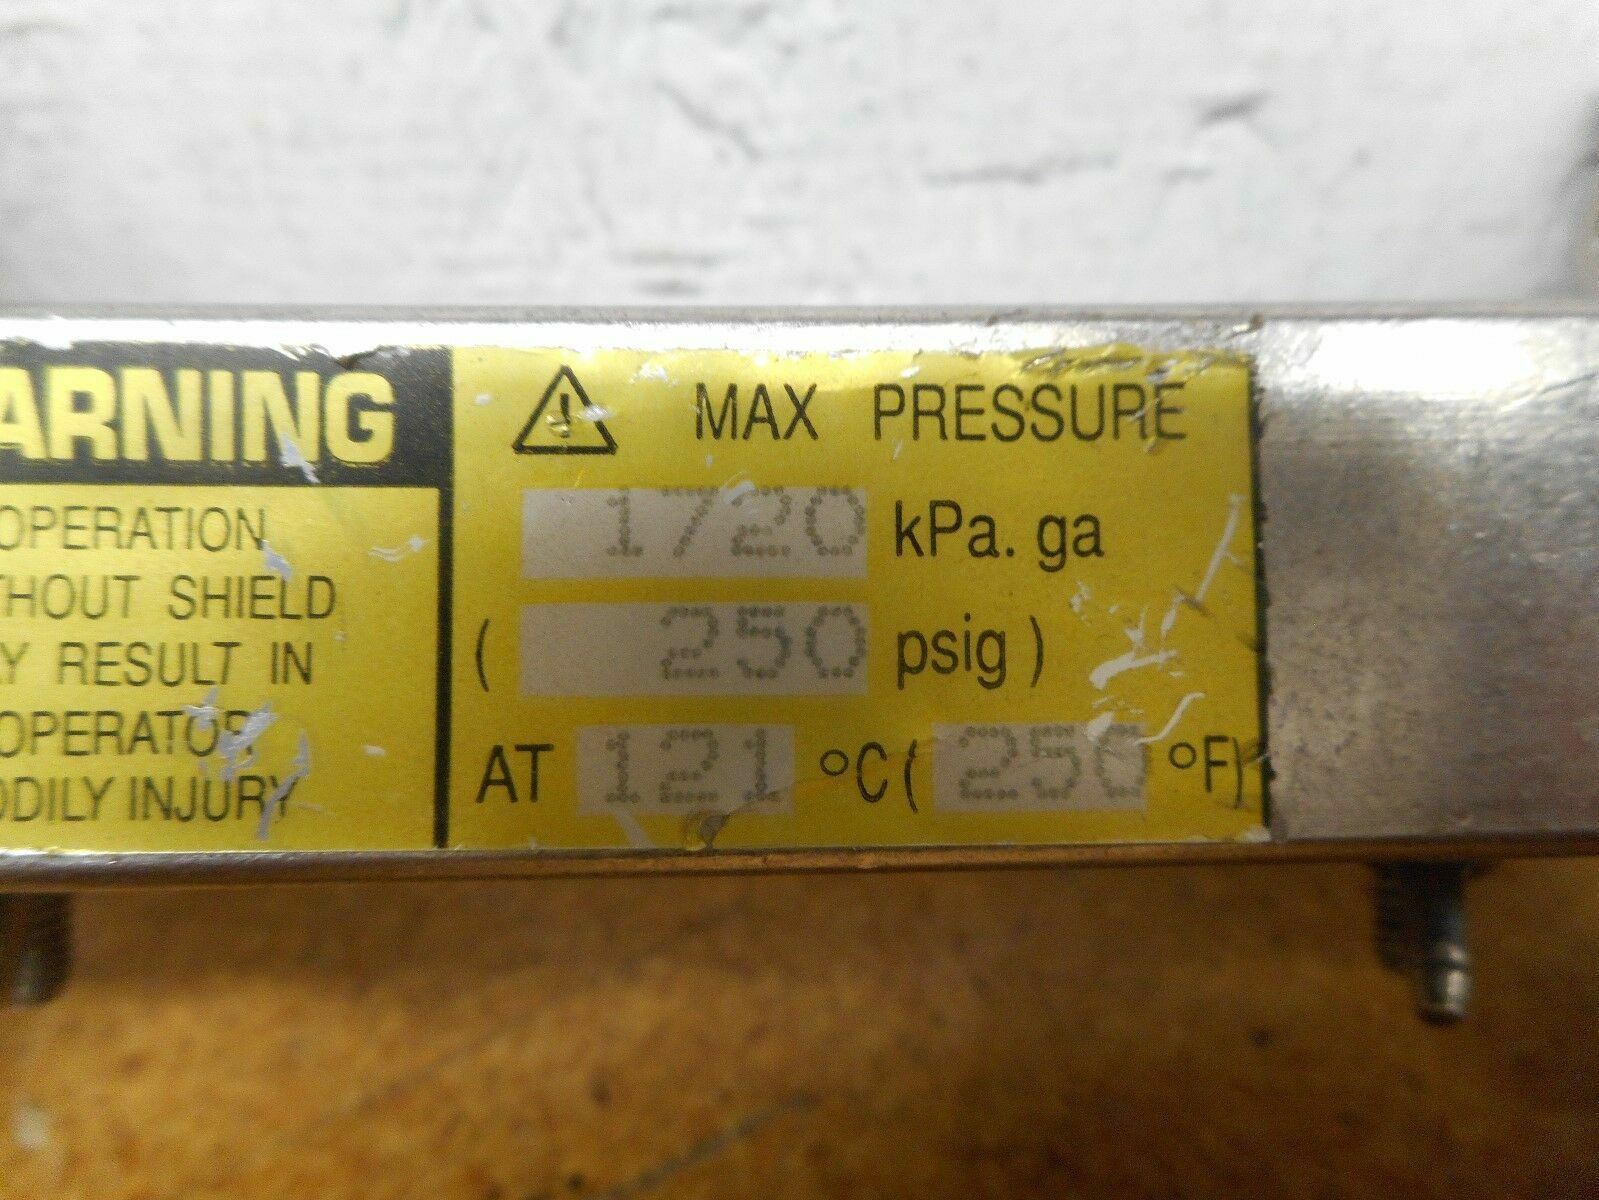 ARNING
OPERATION
THOUT SHIELD
Y RESULT IN
OPERATOR
ODILY INJURY
MAX PRESSURE
1720 kPa. ga
( 250 psig )
AT 121 °C ( 250 °F)